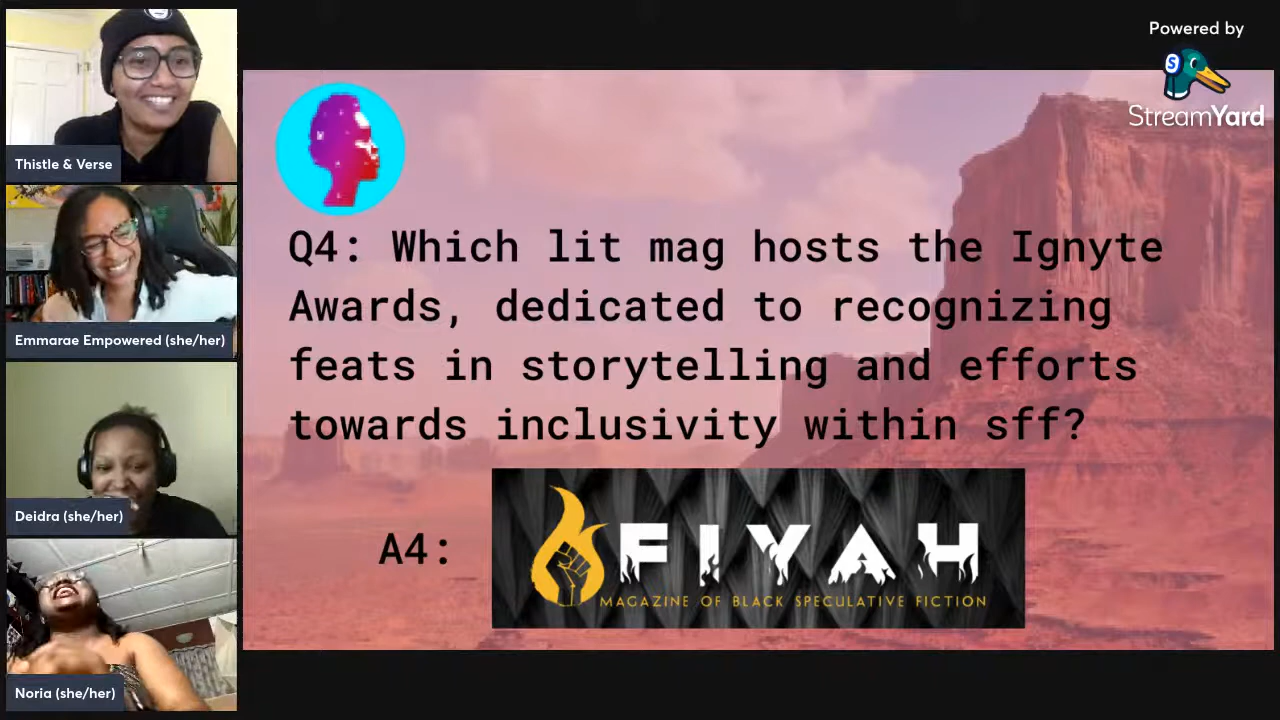 Thistle & Verse
Emmarae Empowered (she/her)
Deidra (she/her)
Noria (she/her)
Q4: Which lit mag hosts the Ignyte
Awards, dedicated to recognizing
feats in storytelling and efforts
towards inclusivity within sff?
A4:
FIYAH
MAGAZINE OF BLACK SPECULATIVE FICTION
Powered by
S
StreamYard